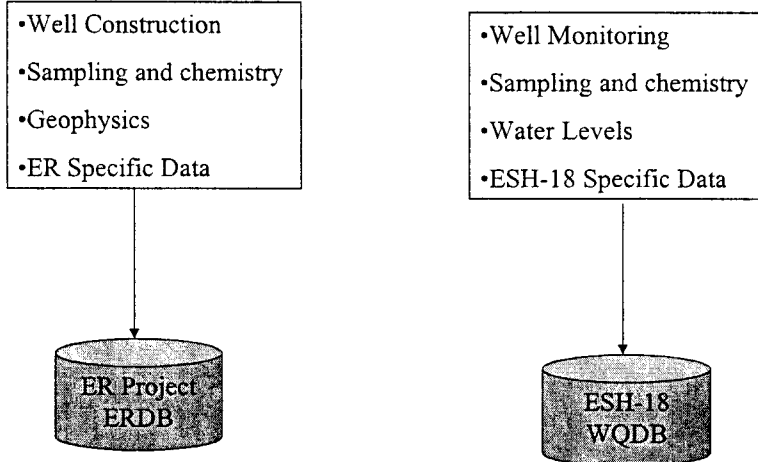 •Well Construction
•Sampling and chemistry
•Geophysics
•ER Specific Data
•Well Monitoring
•Sampling and chemistry
•Water Levels
•ESH-18 Specific Data
ER Project
ERDB
ESH-18
WQDB